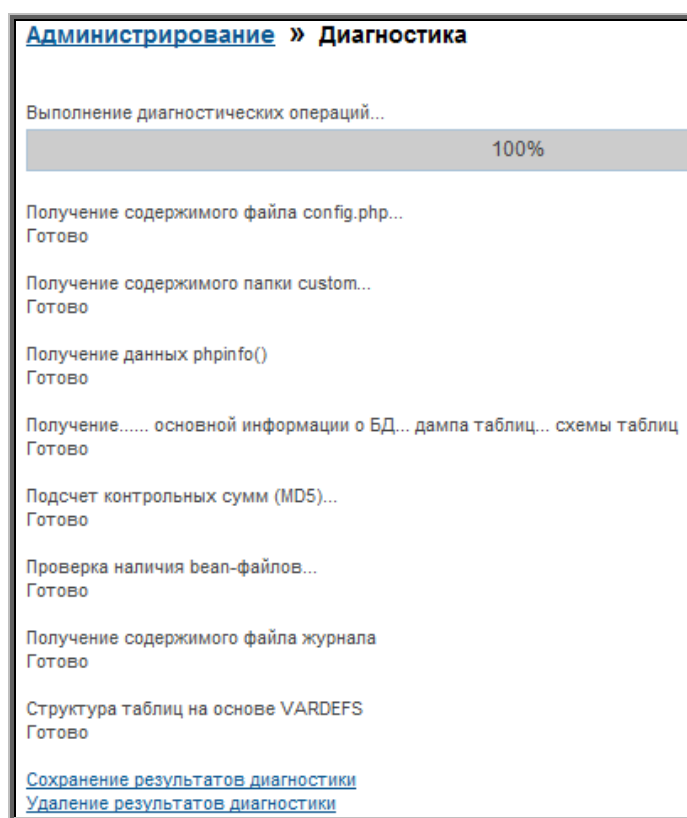 Администрирование » Диагностика
Выполнение диагностических операций...
100%
Получение содержимого файла config.php...
Готово
Получение содержимого папки custom...
Готово
Получение данных phpinfo()
Готово
Получение...... основной информации о БД... дампа таблиц... схемы таблиц
Готово
Подсчет контрольных сумм (MD5)...
Готово
Проверка наличия bean-файлов...
Готово
Получение содержимого файла журнала
Готово
Структура таблиц на основе VARDEFS
Готово
Сохранение результатов диагностики
Удаление результатов диагностики